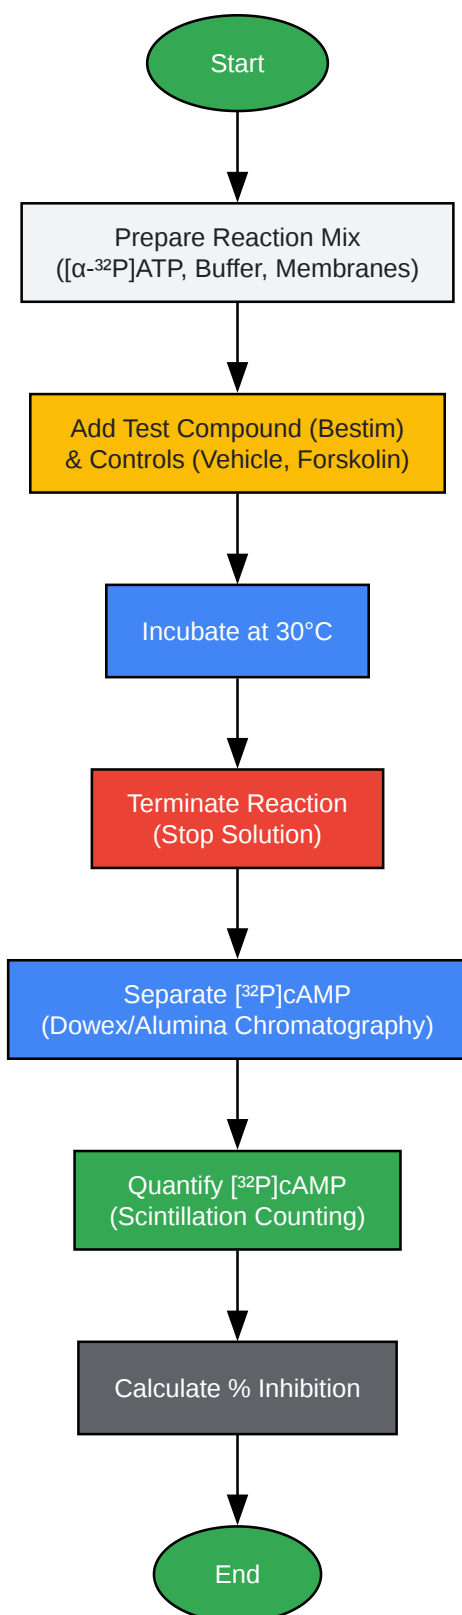 Start
Prepare Reaction Mix
([α-³²P]ATP, Buffer, Membranes)
Add Test Compound (Bestim)
& Controls (Vehicle, Forskolin)
Incubate at 30°C
Terminate Reaction
(Stop Solution)
Separate [³²P]cAMP
(Dowex/Alumina Chromatography)
Quantify [³²P]cAMP
(Scintillation Counting)
Calculate % Inhibition
End